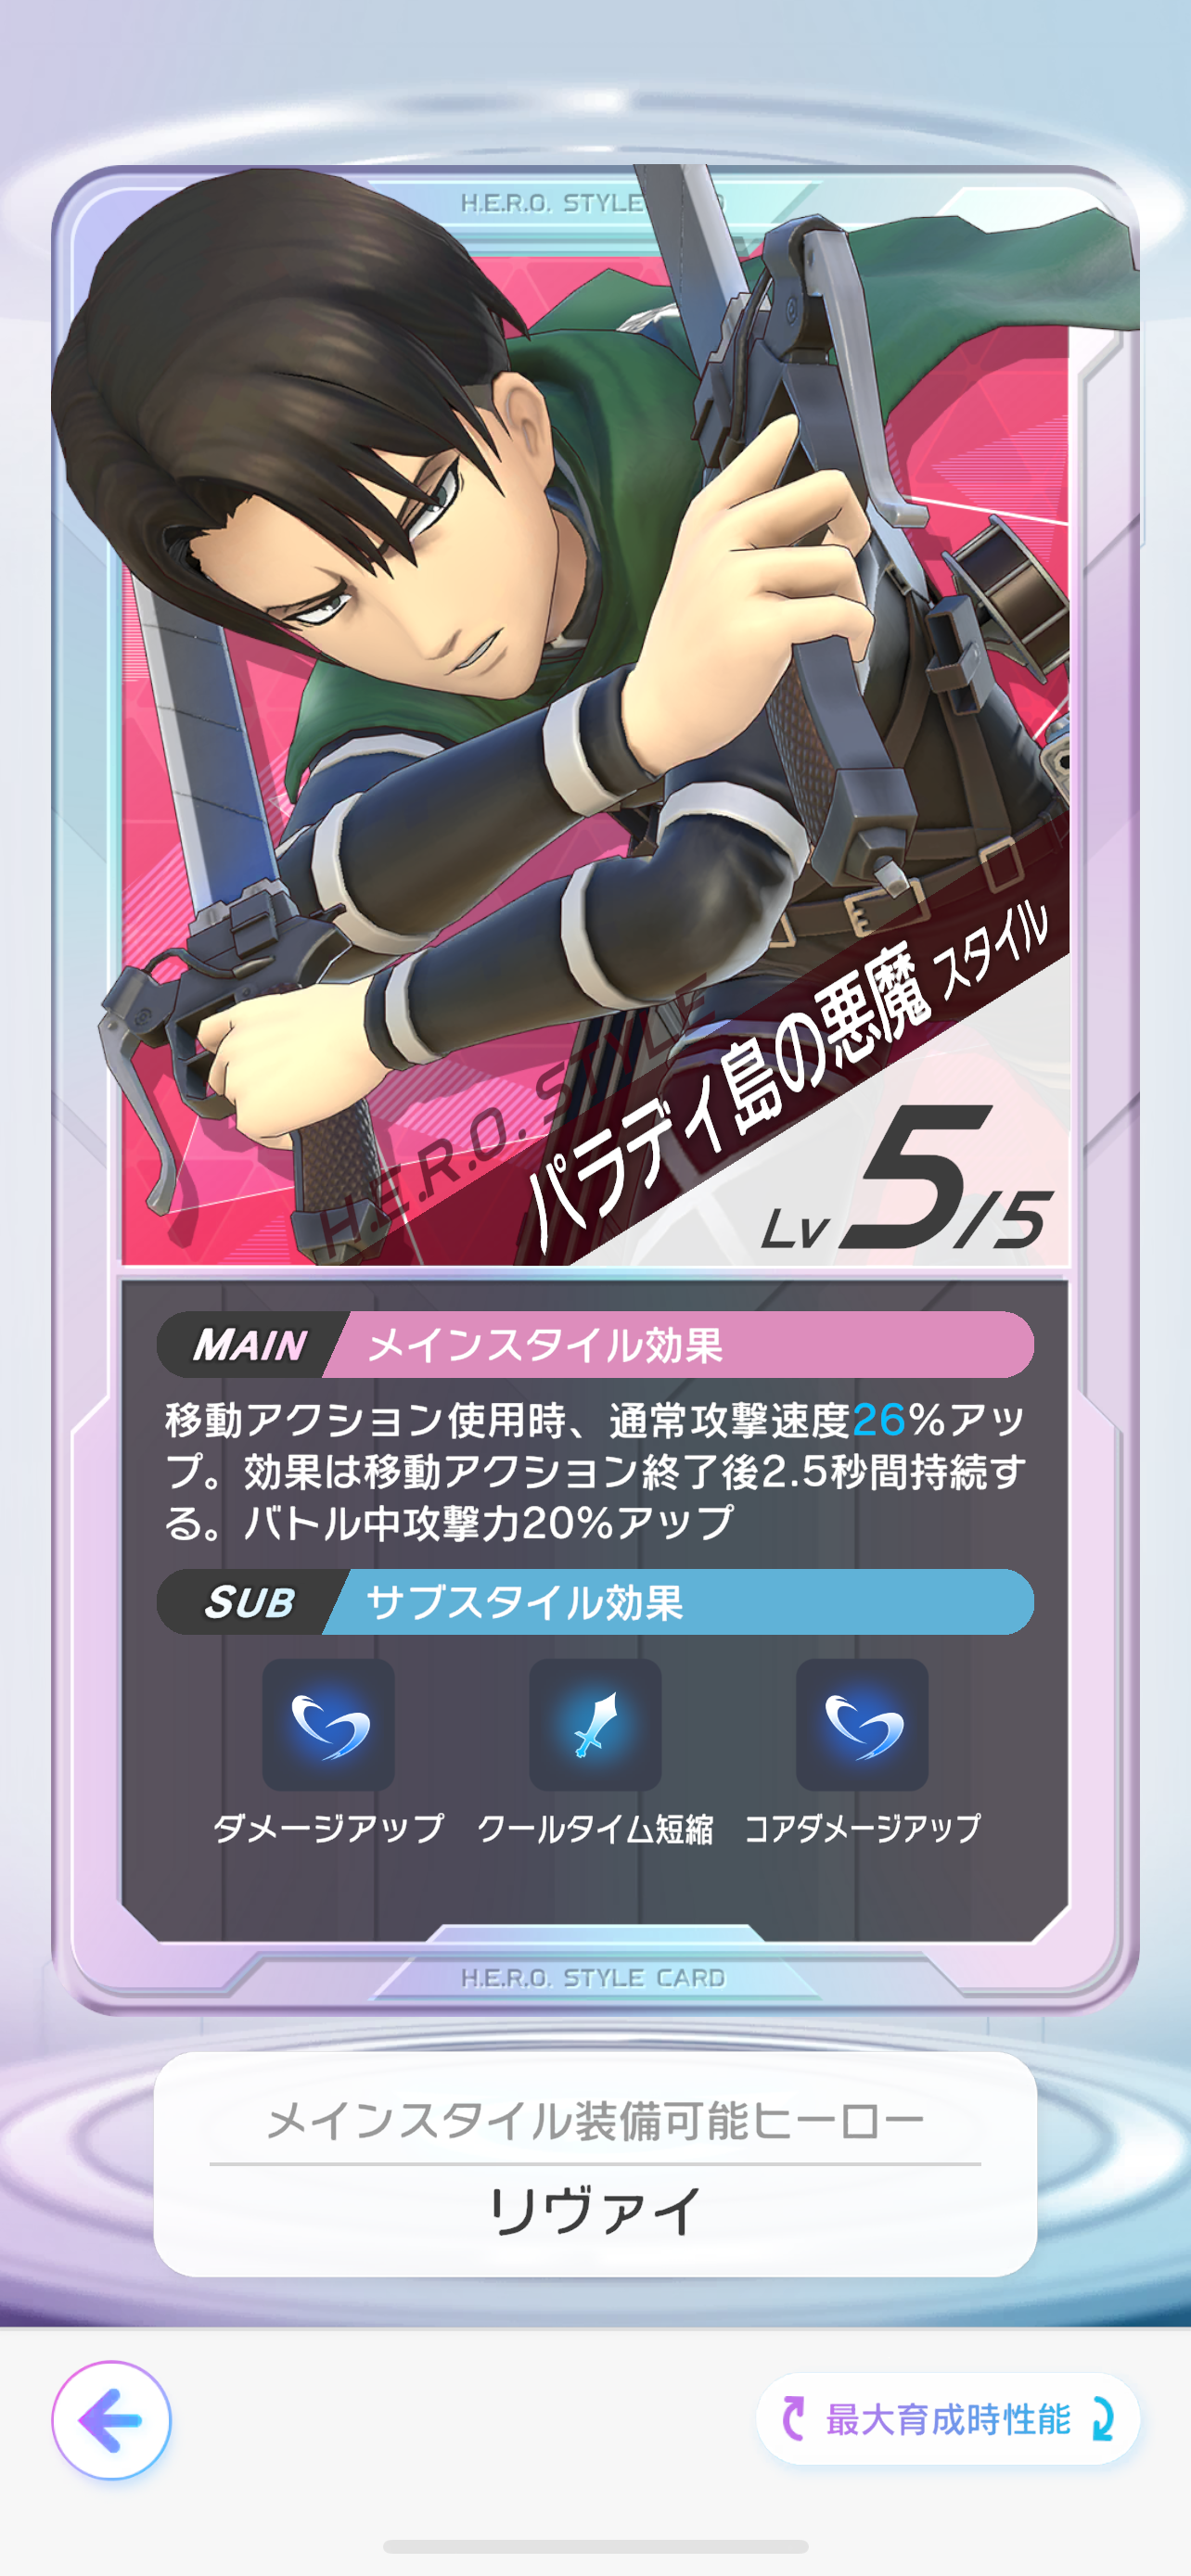 H.E.R.O. STYLE
H.E.R.O. STYLE
パラディ島の悪魔 スタイル
Lv 5/5
MAIN メインスタイル効果
移動アクション使用時、通常攻撃速度26%アッ
プ。効果は移動アクション終了後2.5秒間持続す
る。バトル中攻撃力20%アップ
SUB サブスタイル効果
ダメージアップ クールタイム短縮 コアダメージアップ
H.E.R.O. STYLE CARD
メインスタイル装備可能ヒーロー
リヴァイ
最大育成時性能